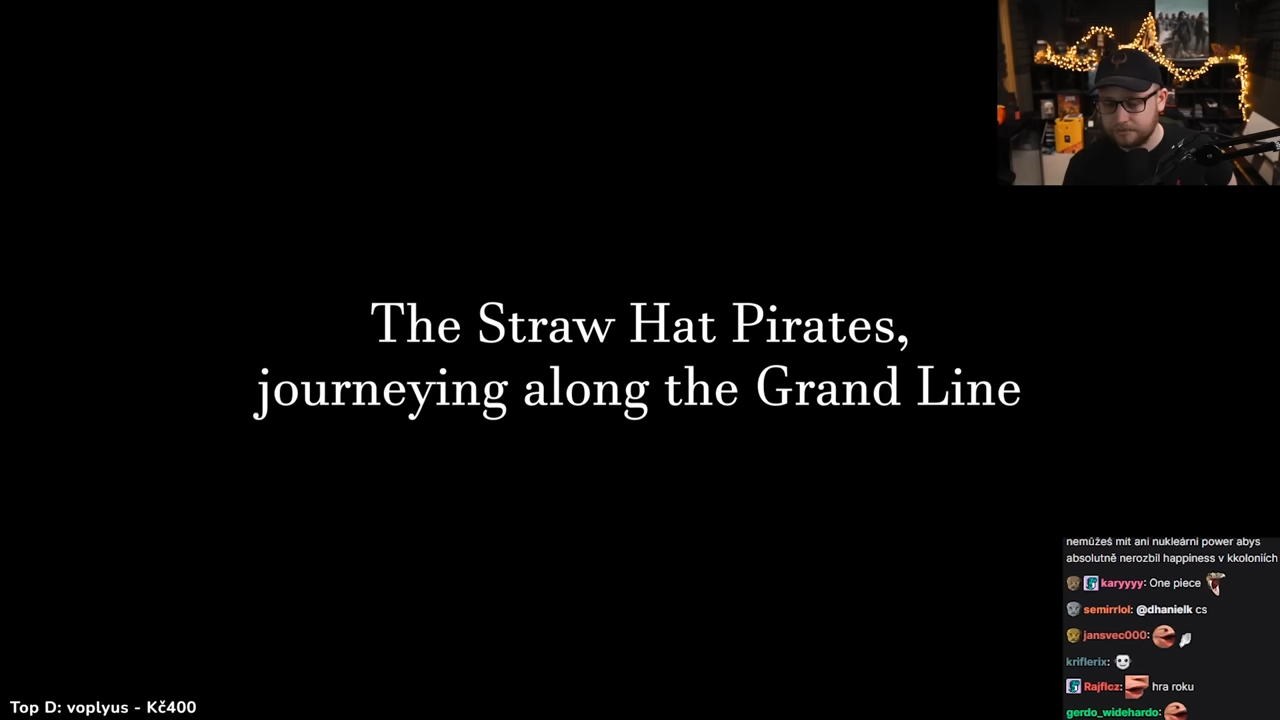 The Straw Hat Pirates,
journeying along the Grand Line
nemůžeš mít ani nukleární power abys
absolutně nerozbil happiness v kkoloniích
karyyyy: One piece
semirrlol: @dhanielk cs
jansvec000:
kriflerix:
Rajflcz: hra roku
gerdo_widehardo:
Top D: voplyus - Kč400